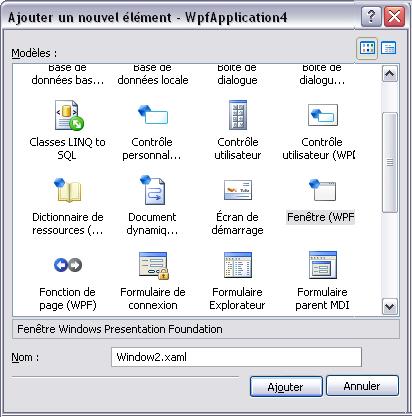 Ajouter un nouvel élément - WpfApplication4
Modèles :
Base de Base de Boîte de Boîte de
données bas... données locale dialogue dialogu...
Classes LINQ to Contrôle Contrôle Contrôle
SQL personnal... utilisateur utilisateur (WPI
Dictionnaire de Document Écran de Fenêtre (WPF
ressources (... dynamiq... démarrage
Fonction de Formulaire de Formulaire Formulaire
page (WPF) connexion Explorateur parent MDI
Fenêtre Windows Presentation Foundation
Nom : Window2.xaml
Ajouter Annuler